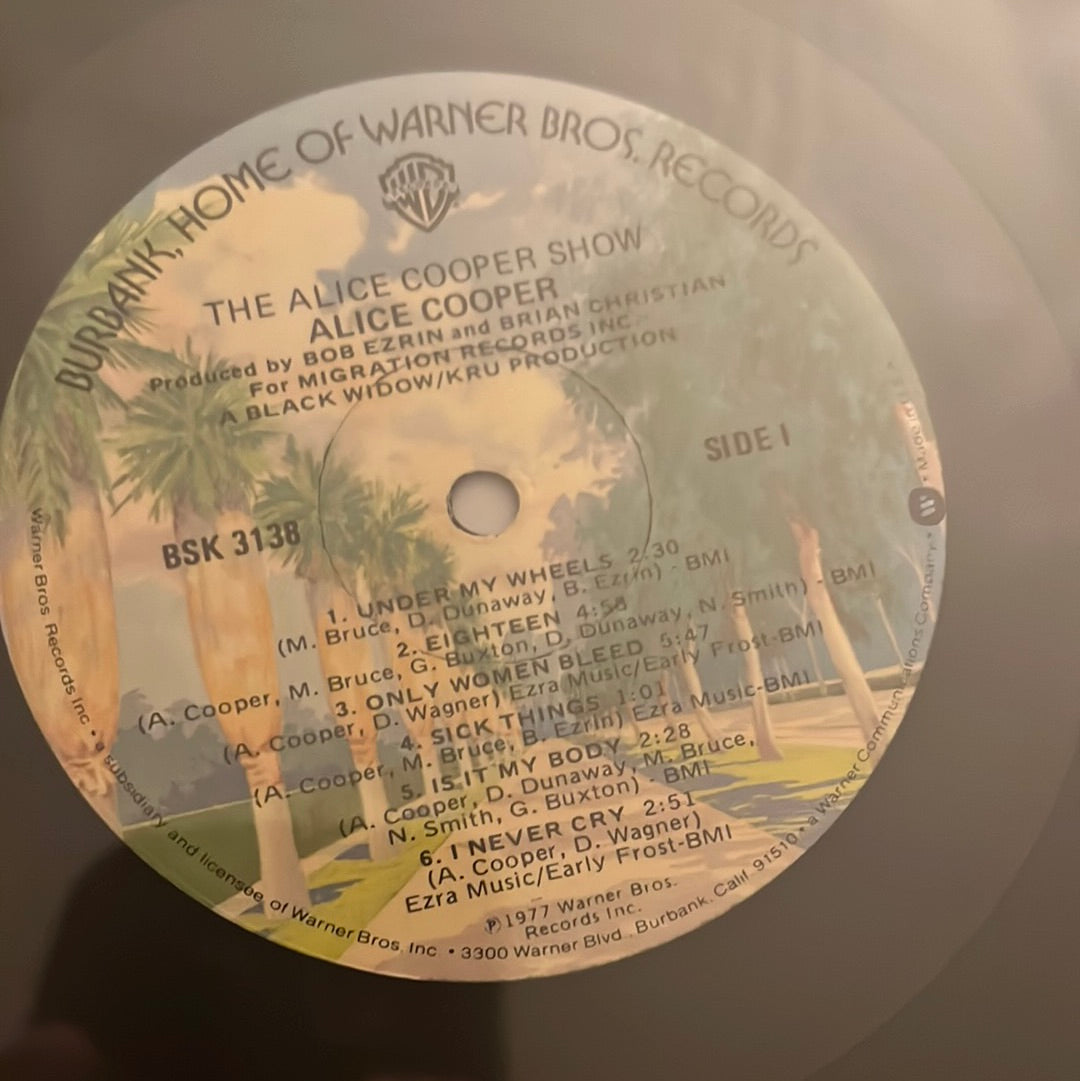 BURBANK, HOME OF WARNER BROS. RECORDS
THE ALICE COOPER SHOW
ALICE COOPER
Produced by BOB EZRIN and BRIAN CHRISTIAN
For MIGRATION RECORDS INC.
A BLACK WIDOW/KRU PRODUCTION
SIDE 1
BSK 3138
1. UNDER MY WHEELS 2:30
(M. Bruce, D. Dunaway, B. Ezrin) - BMI
2. EIGHTEEN 4:58
(A. Cooper, M. Bruce, G. Buxton, D. Dunaway, N. Smith) - BMI
3. ONLY WOMEN BLEED 5:47
(A. Cooper, D. Wagner) Ezra Music/Early Frost-BMI
4. SICK THINGS 1:01
(A. Cooper, M. Bruce, B. Ezrin) Ezra Music-BMI
5. IS IT MY BODY 2:28
(A. Cooper, D. Dunaway, M. Bruce,
N. Smith, G. Buxton) - BMI
6. I NEVER CRY 2:51
(A. Cooper, D. Wagner)
Ezra Music/Early Frost-BMI
℗1977 Warner Bros.
Records Inc.
Warner Bros. Records Inc. • a subsidiary and licensee of Warner Bros. Inc. • 3300 Warner Blvd., Burbank, Calif. 91510 • a Warner Communications Company • W • Made in